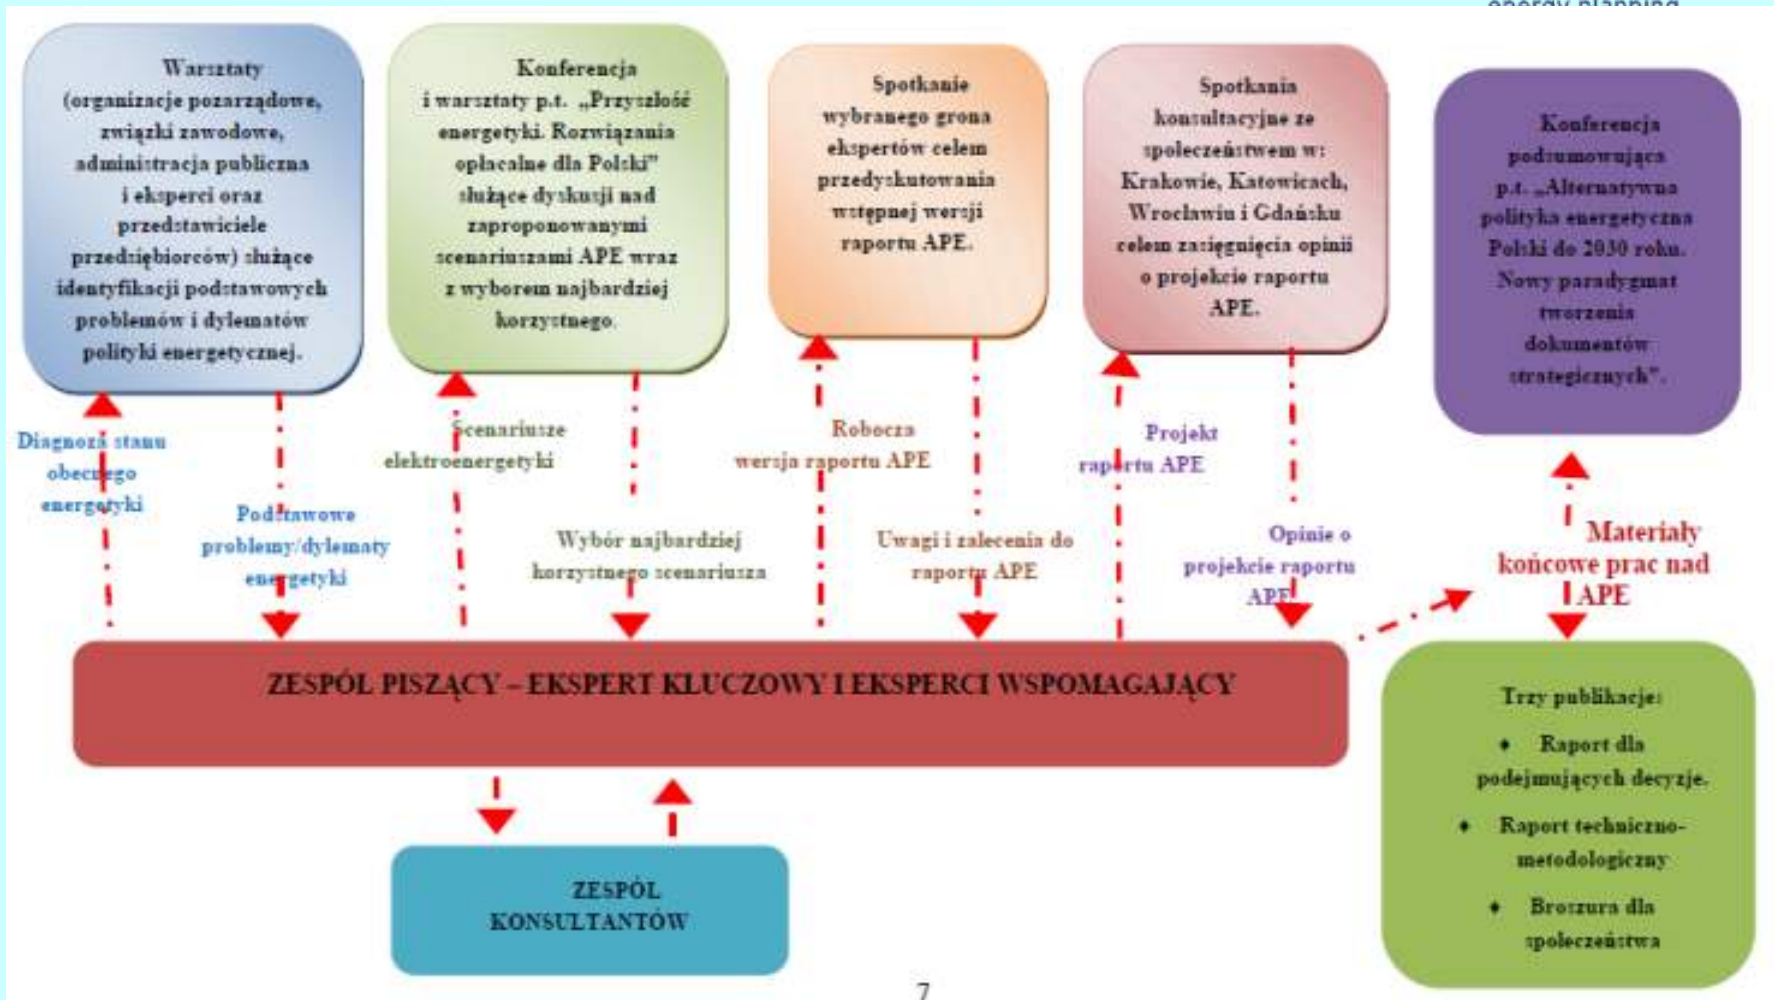 energy planning
Warsztaty
(organizacje pozarządowe,
związki zawodowe,
administracja publiczna
i eksperci oraz
przedstawiciele
przedsiębiorców) służące
identyfikacji podstawowych
problemów i dylematów
polityki energetycznej.
Konferencja
i warsztaty p.t. „Przyszłość
energetyki. Rozwiązania
opłacalne dla Polski”
służące dyskusji nad
zaproponowanymi
scenariuszami APE wraz
z wyborem najbardziej
korzystnego.
Spotkanie
wybranego grona
ekspertów celem
przedyskutowania
wstępnej wersji
raportu APE.
Spotkania
konsultacyjne ze
społeczeństwem w:
Krakowie, Katowicach,
Wrocławiu i Gdańsku
celem zasięgnięcia opinii
o projekcie raportu
APE.
Konferencja
podsumowująca
p.t. „Alternatywna
polityka energetyczna
Polski do 2030 roku.
Nowy paradygmat
tworzenia
dokumentów
strategicznych”.
Diagnoza stanu
obecnego
energetyki
Podstawowe
problemy/dylematy
energetyki
Scenariusze
elektroenergetyki
Wybór najbardziej
korzystnego scenariusza
Robocza
wersja raportu APE
Uwagi i zalecenia do
raportu APE
Projekt
raportu APE
Opinie o
projekcie raportu
APE
Materiały
końcowe prac nad
APE
ZESPÓŁ PISZĄCY – EKSPERT KLUCZOWY I EKSPERCI WSPOMAGAJĄCY
ZESPÓŁ
KONSULTANTÓW
Trzy publikacje:
♦ Raport dla
podejmujących decyzje.
♦ Raport techniczno-
metodologiczny
♦ Broszura dla
społeczeństwa
7